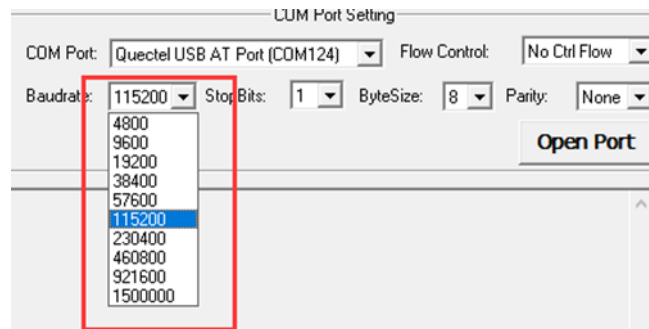 COM Port Setting
COM Port: Quectel USB AT Port (COM124) Flow Control: No Ctrl Flow
Baudrate: 115200 StopBits: 1 ByteSize: 8 Parity: None
4800
9600
Open Port
19200
38400
57600
115200
230400
460800
921600
1500000